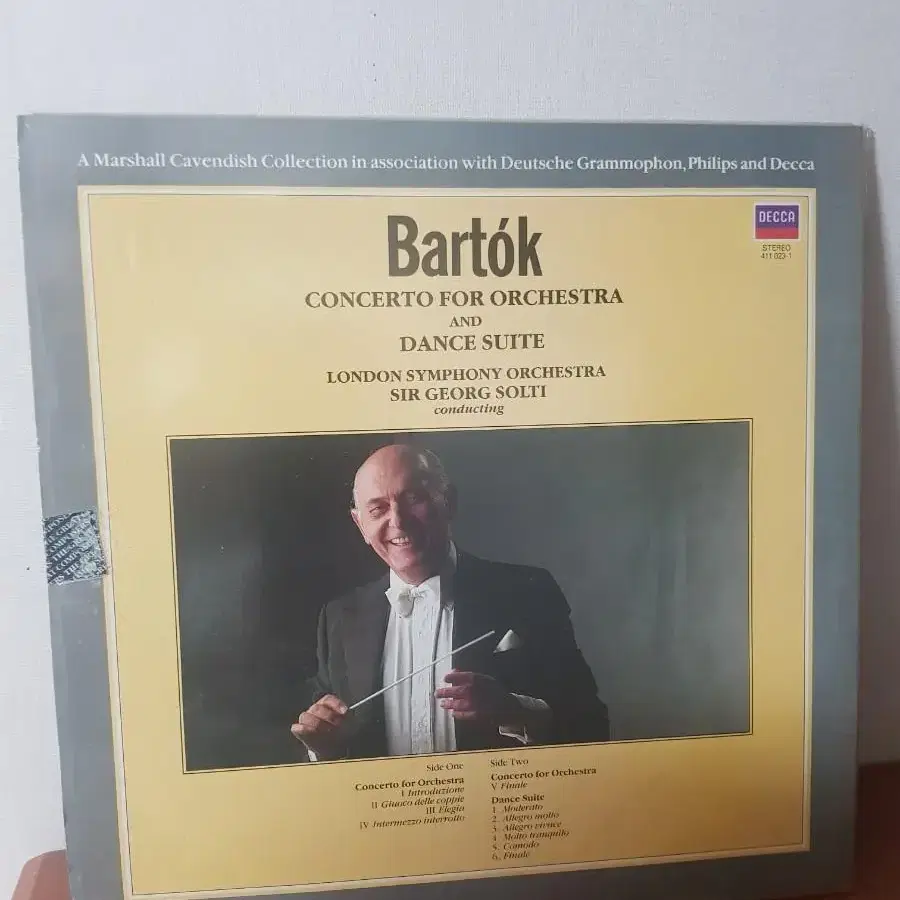 A Marshall Cavendish Collection in association with Deutsche Grammophon, Philips and Decca
DECCA
STEREO
411 023-1
Bartók
CONCERTO FOR ORCHESTRA
AND
DANCE SUITE
LONDON SYMPHONY ORCHESTRA
SIR GEORG SOLTI
conducting
Side One
Concerto for Orchestra
I Introduzione
II Giuoco delle coppie
III Elegia
IV Intermezzo interrotto
Side Two
Concerto for Orchestra
V Finale
Dance Suite
1. Moderato
2. Allegro molto
3. Allegro vivace
4. Molto tranquillo
5. Comodo
6. Finale